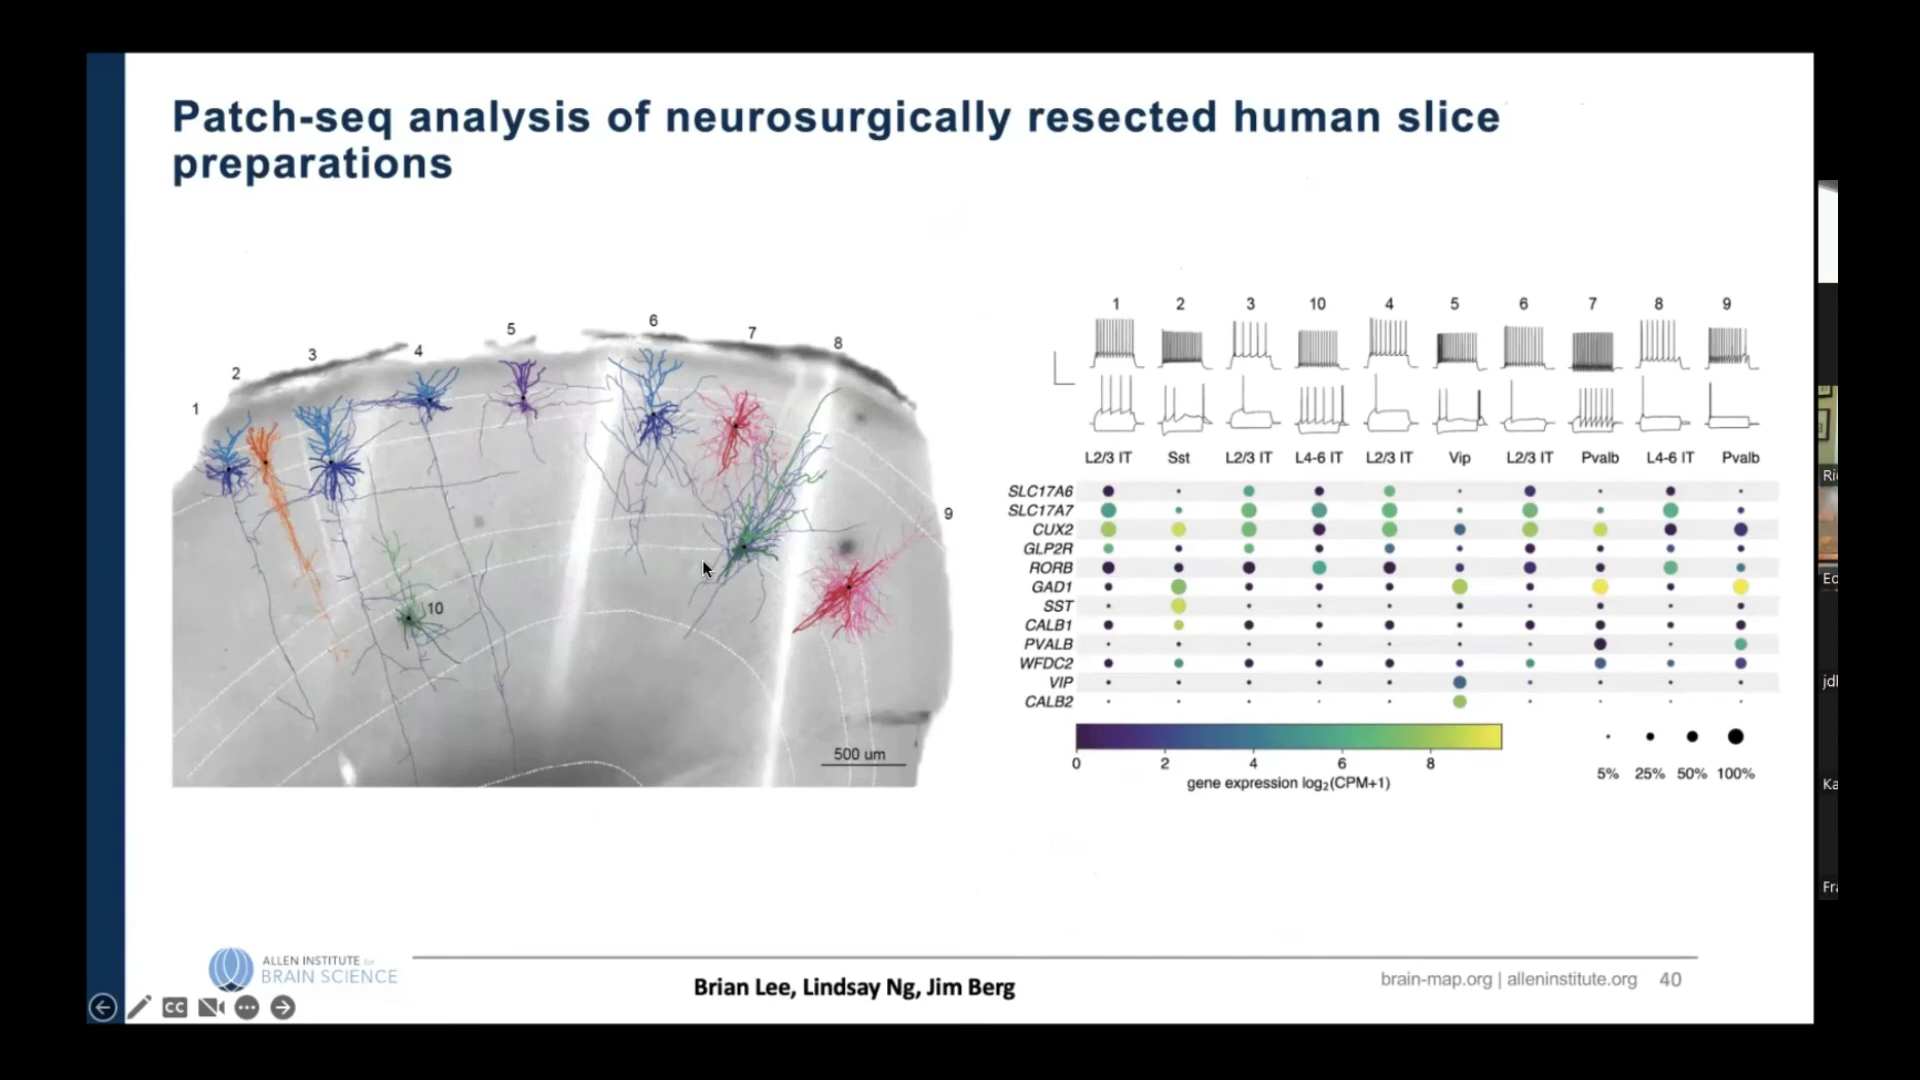 Patch-seq analysis of neurosurgically resected human slice
preparations
1
2
3
4
5
6
7
8
9
10
500 um
1 2 3 10 4 5 6 7 8 9
L2/3 IT Sst L2/3 IT L4-6 IT L2/3 IT Vip L2/3 IT Pvalb L4-6 IT Pvalb
SLC17A6
SLC17A7
CUX2
GLP2R
RORB
GAD1
SST
CALB1
PVALB
WFDC2
VIP
CALB2
0 2 4 6 8
gene expression log₂(CPM+1)
5% 25% 50% 100%
ALLEN INSTITUTE for
BRAIN SCIENCE
Brian Lee, Lindsay Ng, Jim Berg
brain-map.org | alleninstitute.org 40
CC
Ka